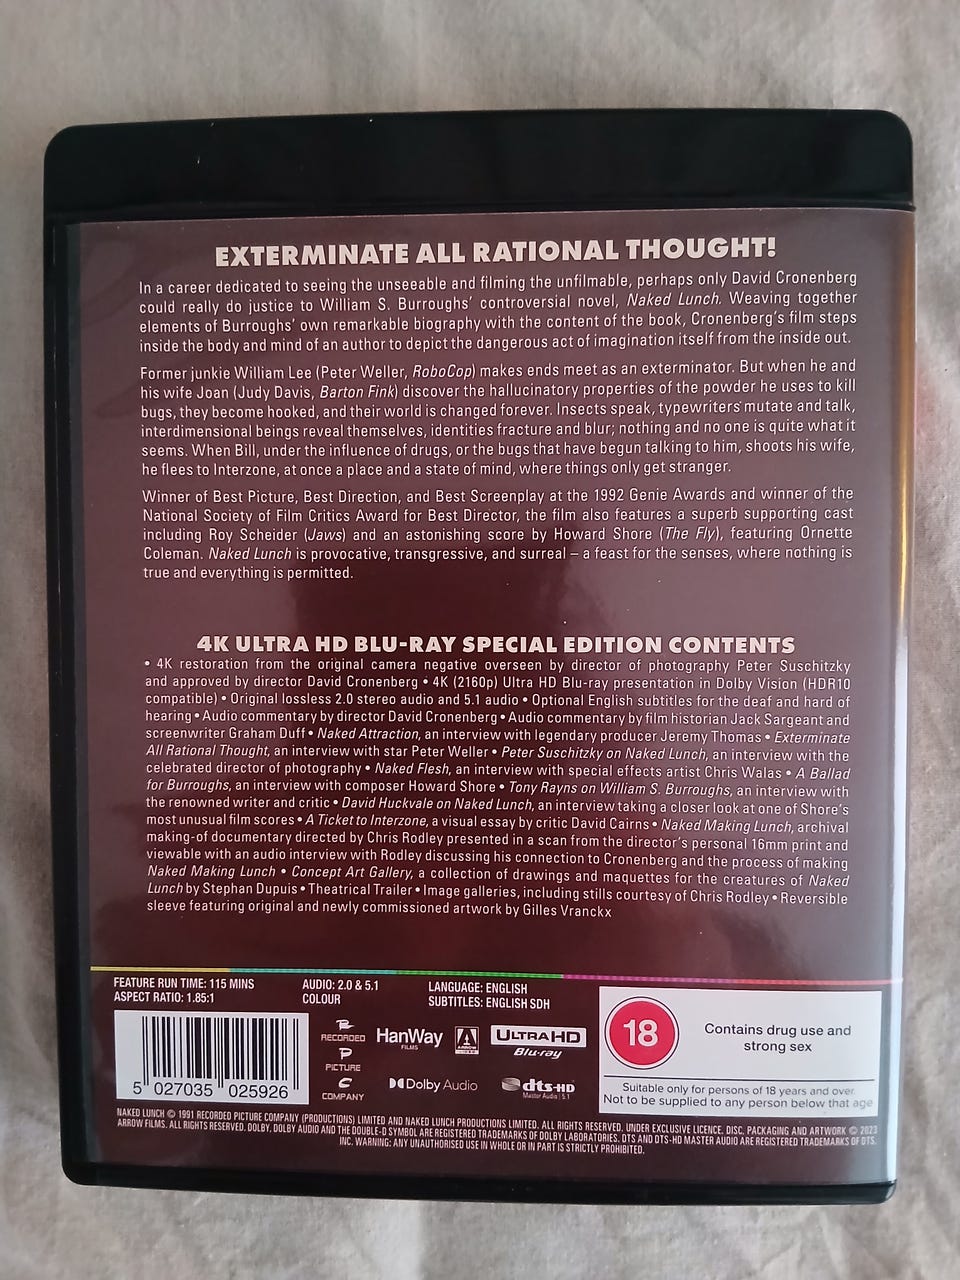 EXTERMINATE ALL RATIONAL THOUGHT!
In a career dedicated to seeing the unseeable and filming the unfilmable, perhaps only David Cronenberg
could really do justice to William S. Burroughs' controversial novel, Naked Lunch. Weaving together
elements of Burroughs' own remarkable biography with the content of the book, Cronenberg's film steps
inside the body and mind of an author to depict the dangerous act of imagination itself from the inside out.
Former junkie William Lee (Peter Weller, RoboCop) makes ends meet as an exterminator. But when he and
his wife Joan (Judy Davis, Barton Fink) discover the hallucinatory properties of the powder he uses to kill
bugs, they become hooked, and their world is changed forever. Insects speak, typewriters mutate and talk,
interdimensional beings reveal themselves, identities fracture and blur; nothing and no one is quite what it
seems. When Bill, under the influence of drugs, or the bugs that have begun talking to him, shoots his wife,
he flees to Interzone, at once a place and a state of mind, where things only get stranger.
Winner of Best Picture, Best Direction, and Best Screenplay at the 1992 Genie Awards and winner of the
National Society of Film Critics Award for Best Director, the film also features a superb supporting cast
including Roy Scheider (Jaws) and an astonishing score by Howard Shore (The Fly), featuring Ornette
Coleman. Naked Lunch is provocative, transgressive, and surreal – a feast for the senses, where nothing is
true and everything is permitted.
4K ULTRA HD BLU-RAY SPECIAL EDITION CONTENTS
• 4K restoration from the original camera negative overseen by director of photography Peter Suschitzky
and approved by director David Cronenberg • 4K (2160p) Ultra HD Blu-ray presentation in Dolby Vision (HDR10
compatible) • Original lossless 2.0 stereo audio and 5.1 audio • Optional English subtitles for the deaf and hard of
hearing • Audio commentary by director David Cronenberg • Audio commentary by film historian Jack Sargeant and
screenwriter Graham Duff • Naked Attraction, an interview with legendary producer Jeremy Thomas • Exterminate
All Rational Thought, an interview with star Peter Weller • Peter Suschitzky on Naked Lunch, an interview with the
celebrated director of photography • Naked Flesh, an interview with special effects artist Chris Walas • A Ballad
for Burroughs, an interview with composer Howard Shore • Tony Rayns on William S. Burroughs, an interview with
the renowned writer and critic • David Huckvale on Naked Lunch, an interview taking a closer look at one of Shore's
most unusual film scores • A Ticket to Interzone, a visual essay by critic David Cairns • Naked Making Lunch, archival
making-of documentary directed by Chris Rodley presented in a scan from the director's personal 16mm print and
viewable with an audio interview with Rodley discussing his connection to Cronenberg and the process of making
Naked Making Lunch • Concept Art Gallery, a collection of drawings and maquettes for the creatures of Naked
Lunch by Stephan Dupuis • Theatrical Trailer • Image galleries, including stills courtesy of Chris Rodley • Reversible
sleeve featuring original and newly commissioned artwork by Gilles Vranckx
FEATURE RUN TIME: 115 MINS
ASPECT RATIO: 1.85:1
AUDIO: 2.0 & 5.1
COLOUR
LANGUAGE: ENGLISH
SUBTITLES: ENGLISH SDH
5 027035 025926
R
RECORDED
P
PICTURE
C
COMPANY
HanWay
FILMS
ARROW
ULTRA HD
Blu-ray
Dolby Audio
dts-HD
Master Audio | 5.1
18
Contains drug use and
strong sex
Suitable only for persons of 18 years and over.
Not to be supplied to any person below that age
NAKED LUNCH © 1991 RECORDED PICTURE COMPANY (PRODUCTIONS) LIMITED AND NAKED LUNCH PRODUCTIONS LIMITED. ALL RIGHTS RESERVED. UNDER EXCLUSIVE LICENCE. DISC, PACKAGING AND ARTWORK © 2023
ARROW FILMS. ALL RIGHTS RESERVED. DOLBY, DOLBY AUDIO AND THE DOUBLE-D SYMBOL ARE REGISTERED TRADEMARKS OF DOLBY LABORATORIES. DTS AND DTS-HD MASTER AUDIO ARE REGISTERED TRADEMARKS OF DTS,
INC. WARNING: ANY UNAUTHORISED USE IN WHOLE OR IN PART IS STRICTLY PROHIBITED.